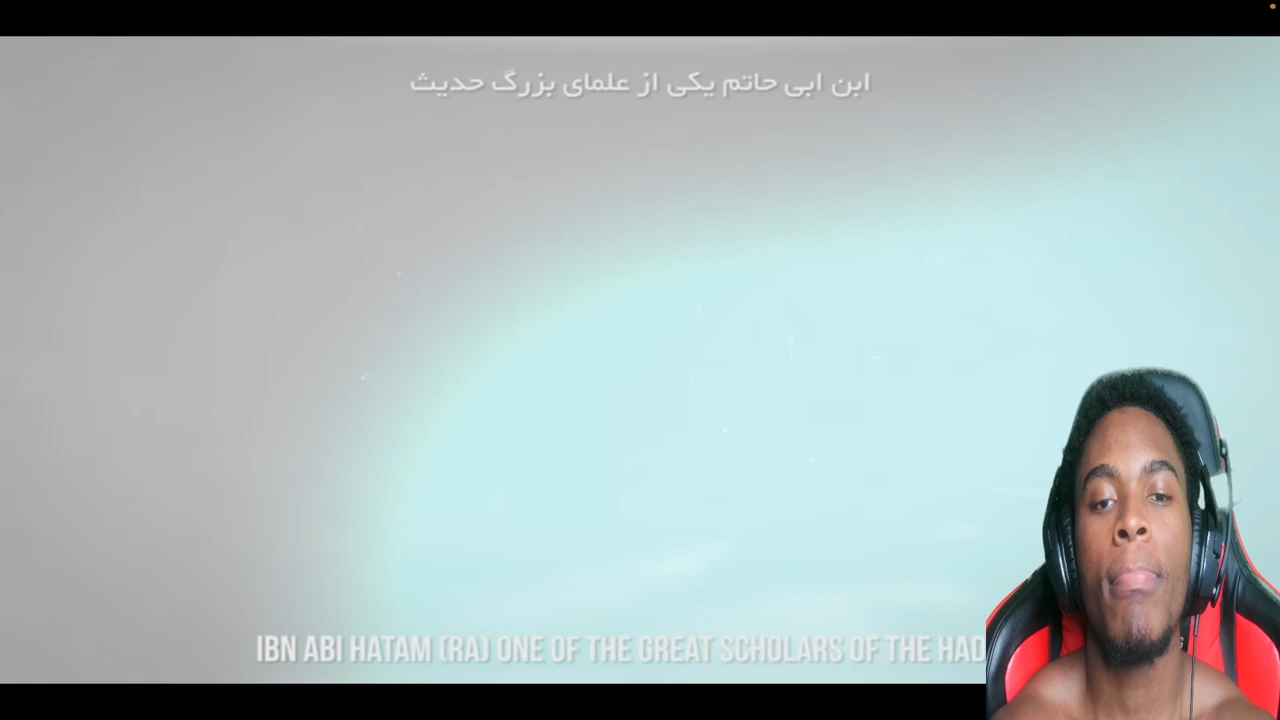 ابن ابی حاتم یکی از علمای بزرگ حدیث
IBN ABI HATAM (RA) ONE OF THE GREAT SCHOLARS OF THE HAD